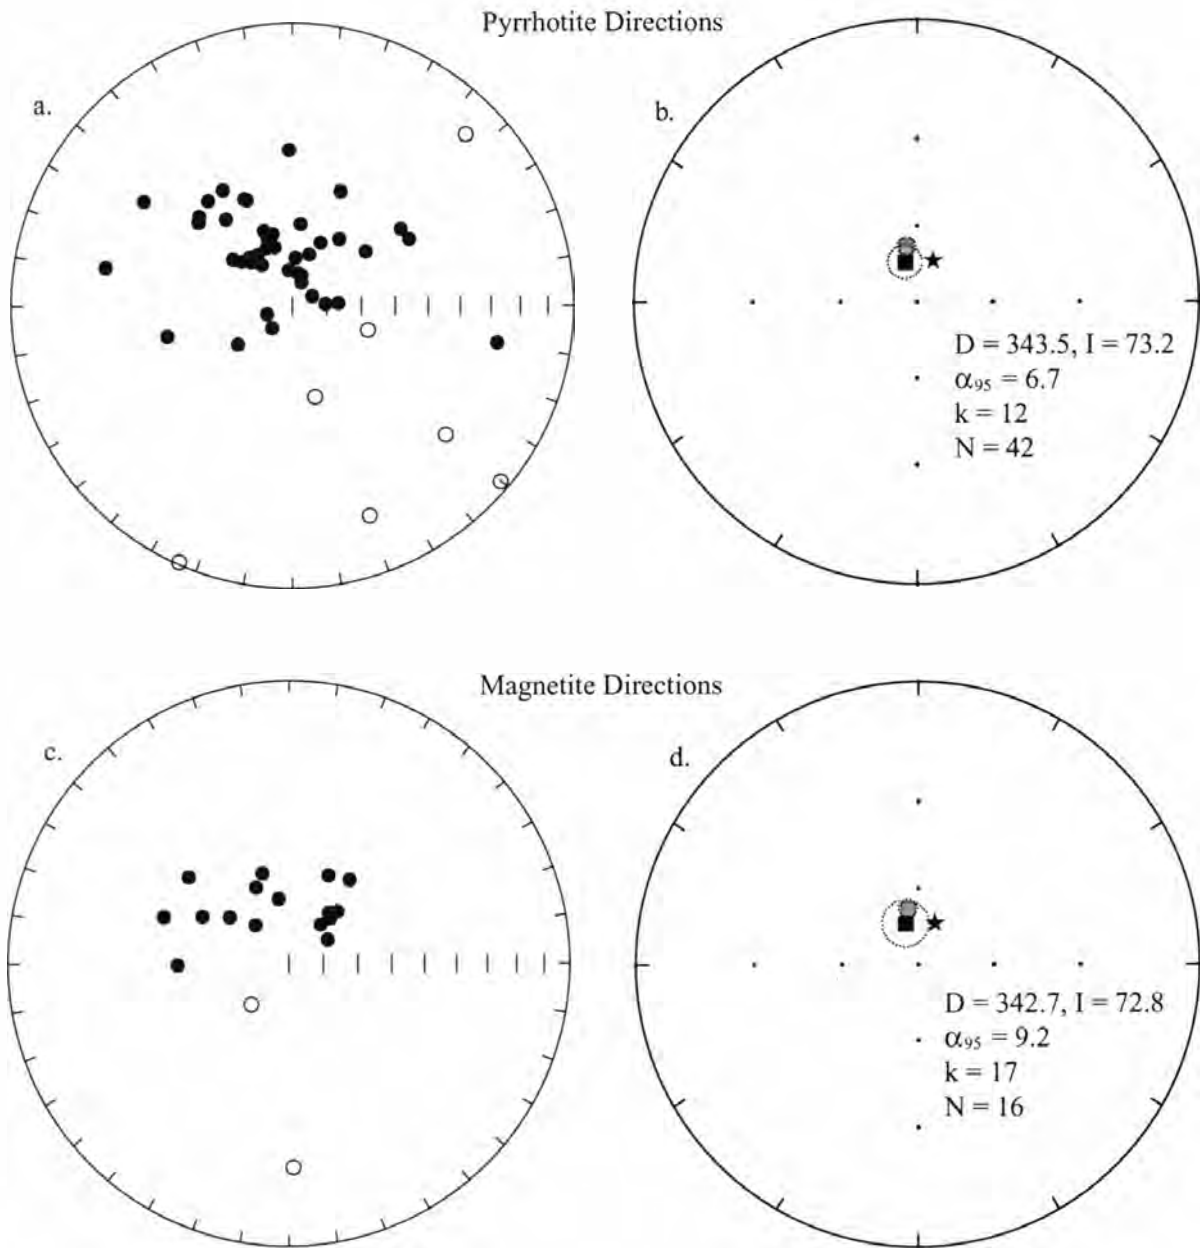 Pyrrhotite Directions
a.
b.
D = 343.5, I = 73.2
α₉₅ = 6.7
k = 12
N = 42
Magnetite Directions
c.
d.
D = 342.7, I = 72.8
α₉₅ = 9.2
k = 17
N = 16